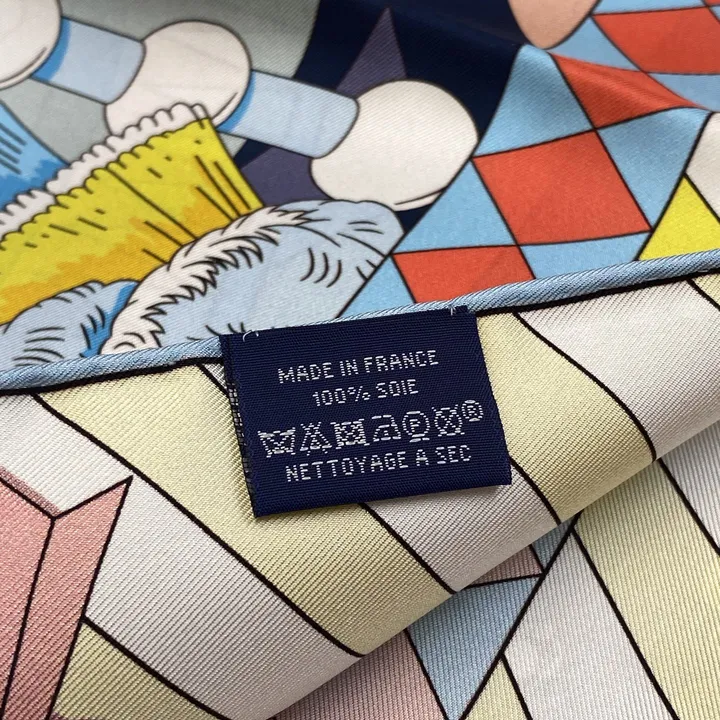 MADE IN FRANCE
100% SOIE
P ®
NETTOYAGE A SEC